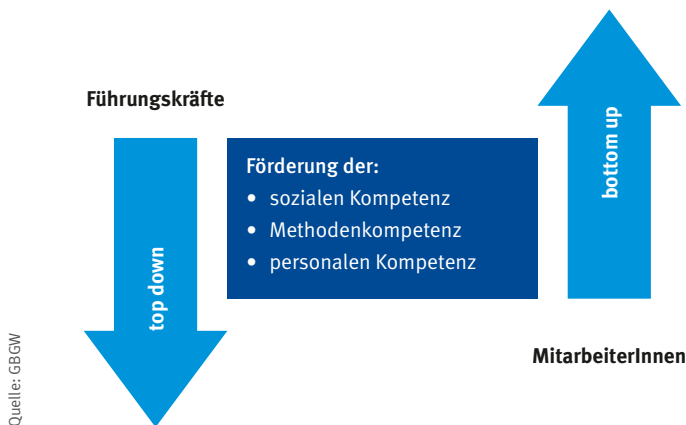 Führungskräfte
top down
Förderung der:
• sozialen Kompetenz
• Methodenkompetenz
• personalen Kompetenz
bottom up
MitarbeiterInnen
Quelle: GBGW